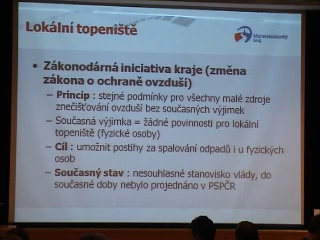 Lokální topeniště
Moravskoslezský
kraj
• Zákonodárná iniciativa kraje (změna
zákona o ochraně ovzduší)
– Princip : stejné podmínky pro všechny malé zdroje
znečišťování ovzduší bez současných výjimek
– Současná výjimka = žádné povinnosti pro lokální
topeniště (fyzické osoby)
– Cíl : umožnit postihy za spalování odpadů i u fyzických
osob
– Současný stav : nesouhlasné stanovisko vlády, do
současné doby nebylo projednáno v PSPČR